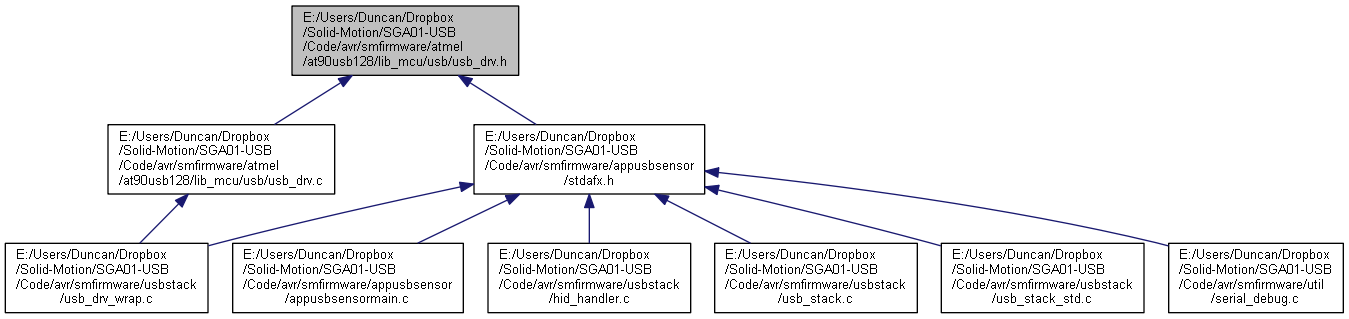 E:/Users/Duncan/Dropbox
/Solid-Motion/SGA01-USB
/Code/avr/smfirmware/atmel
/at90usb128/lib_mcu/usb/usb_drv.h
E:/Users/Duncan/Dropbox
/Solid-Motion/SGA01-USB
/Code/avr/smfirmware/atmel
/at90usb128/lib_mcu/usb/usb_drv.c
E:/Users/Duncan/Dropbox
/Solid-Motion/SGA01-USB
/Code/avr/smfirmware/appusbsensor
/stdafx.h
E:/Users/Duncan/Dropbox
/Solid-Motion/SGA01-USB
/Code/avr/smfirmware/usbstack
/usb_drv_wrap.c
E:/Users/Duncan/Dropbox
/Solid-Motion/SGA01-USB
/Code/avr/smfirmware/appusbsensor
/appusbsensormain.c
E:/Users/Duncan/Dropbox
/Solid-Motion/SGA01-USB
/Code/avr/smfirmware/usbstack
/hid_handler.c
E:/Users/Duncan/Dropbox
/Solid-Motion/SGA01-USB
/Code/avr/smfirmware/usbstack
/usb_stack.c
E:/Users/Duncan/Dropbox
/Solid-Motion/SGA01-USB
/Code/avr/smfirmware/usbstack
/usb_stack_std.c
E:/Users/Duncan/Dropbox
/Solid-Motion/SGA01-USB
/Code/avr/smfirmware/util
/serial_debug.c